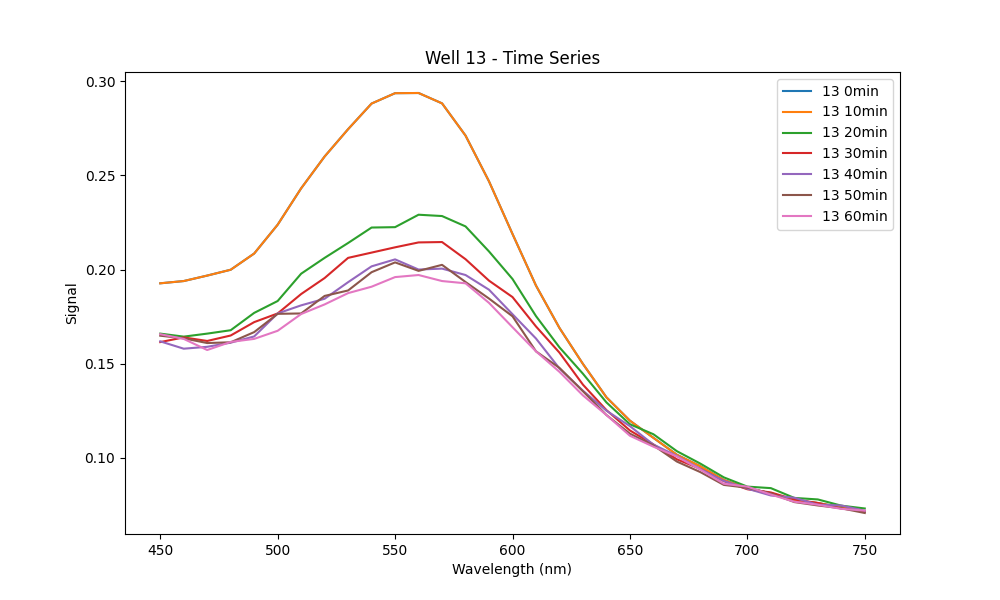 Well 13 - Time Series
0.30
0.25
0.20
0.15
0.10
Signal
450 500 550 600 650 700 750
Wavelength (nm)
13 0min
13 10min
13 20min
13 30min
13 40min
13 50min
13 60min